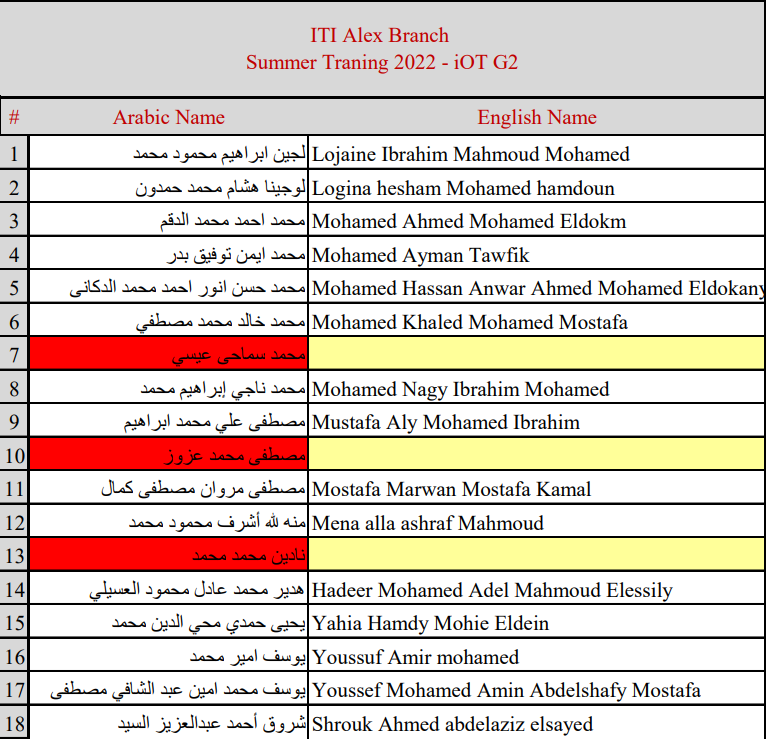 ITI Alex Branch
Summer Traning 2022 - iOT G2
# Arabic Name English Name
1 لجين ابراهيم محمود محمد Lojaine Ibrahim Mahmoud Mohamed
2 لوجينا هشام محمد حمدون Logina hesham Mohamed hamdoun
3 محمد احمد محمد الدقم Mohamed Ahmed Mohamed Eldokm
4 محمد ايمن توفيق بدر Mohamed Ayman Tawfik
5 محمد حسن انور احمد محمد الدكانى Mohamed Hassan Anwar Ahmed Mohamed Eldokany
6 محمد خالد محمد مصطفي Mohamed Khaled Mohamed Mostafa
7 محمد سماحى عيسي
8 محمد ناجي إبراهيم محمد Mohamed Nagy Ibrahim Mohamed
9 مصطفى علي محمد ابراهيم Mustafa Aly Mohamed Ibrahim
10 مصطفى محمد عزوز
11 مصطفى مروان مصطفى كمال Mostafa Marwan Mostafa Kamal
12 منه لله أشرف محمود محمد Mena alla ashraf Mahmoud
13 نادين محمد محمد
14 هدير محمد عادل محمود العسيلي Hadeer Mohamed Adel Mahmoud Elessily
15 يحيى حمدي محي الدين محمد Yahia Hamdy Mohie Eldein
16 يوسف امير محمد Youssuf Amir mohamed
17 يوسف محمد امين عبد الشافي مصطفى Youssef Mohamed Amin Abdelshafy Mostafa
18 شروق أحمد عبدالعزيز السيد Shrouk Ahmed abdelaziz elsayed